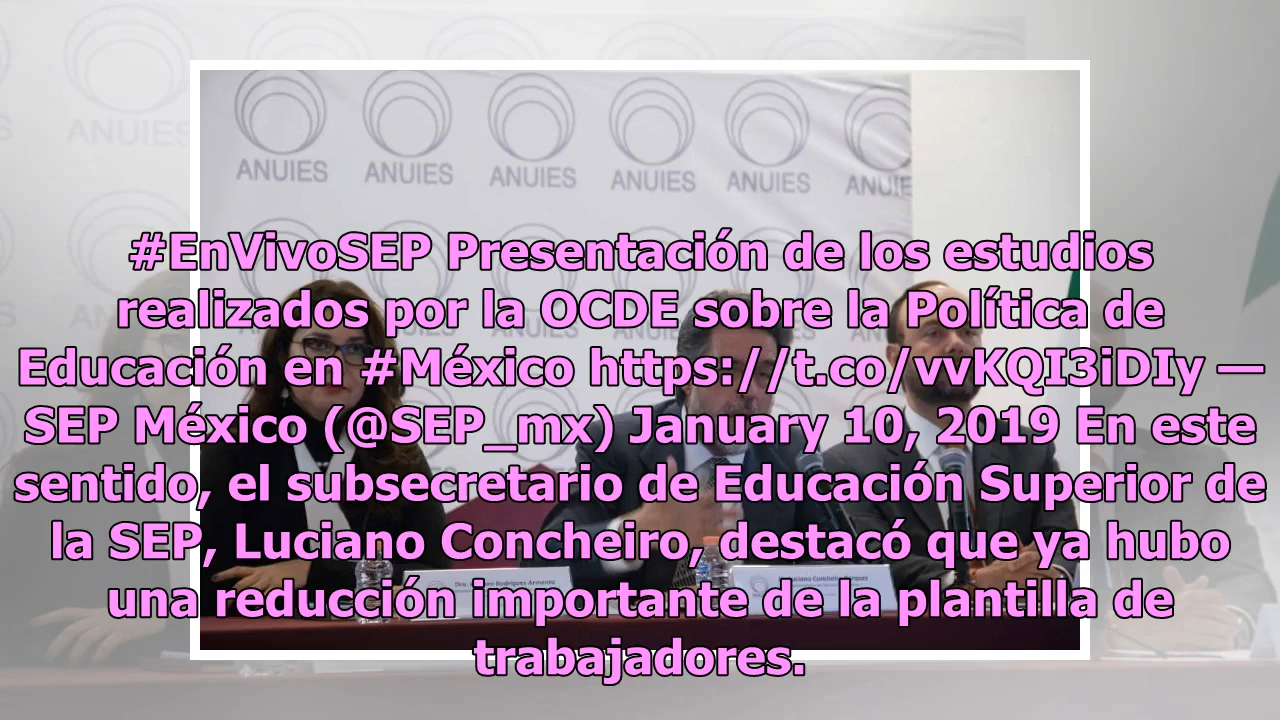 ANUIES ANUIES ANUIES ANUIES ANUIES ANUIE
#EnVivoSEP Presentación de los estudios
realizados por la OCDE sobre la Política de
Educación en #México https://t.co/vvKQI3iDIy —
SEP México (@SEP_mx) January 10, 2019 En este
sentido, el subsecretario de Educación Superior de
la SEP, Luciano Concheiro, destacó que ya hubo
una reducción importante de la plantilla de
trabajadores.